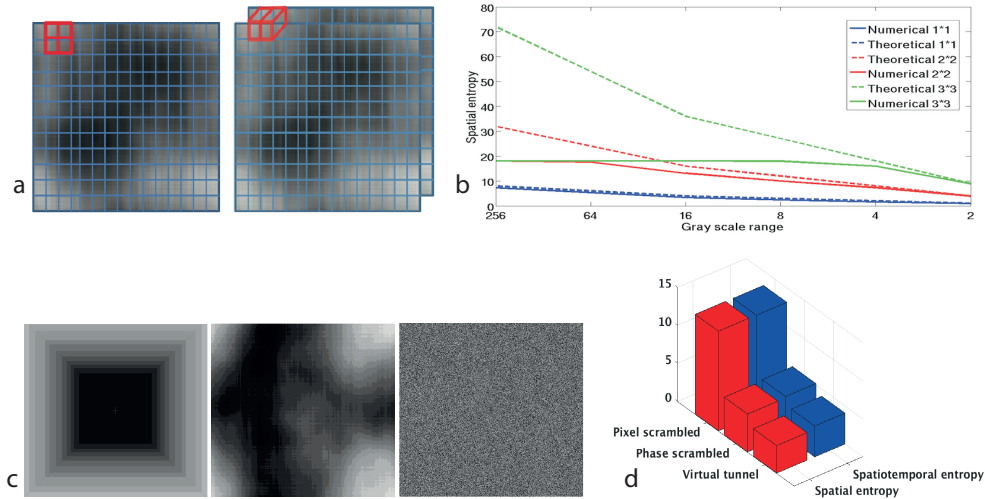 a
b
80
70
60
50
40
30
20
10
0
Spatial entropy
256
64
16
8
4
2
Gray scale range
Numerical 1*1
Theoretical 1*1
Theoretical 2*2
Numerical 2*2
Theoretical 3*3
Numerical 3*3
c
d
15
10
5
0
Pixel scrambled
Phase scrambled
Virtual tunnel
Spatiotemporal entropy
Spatial entropy